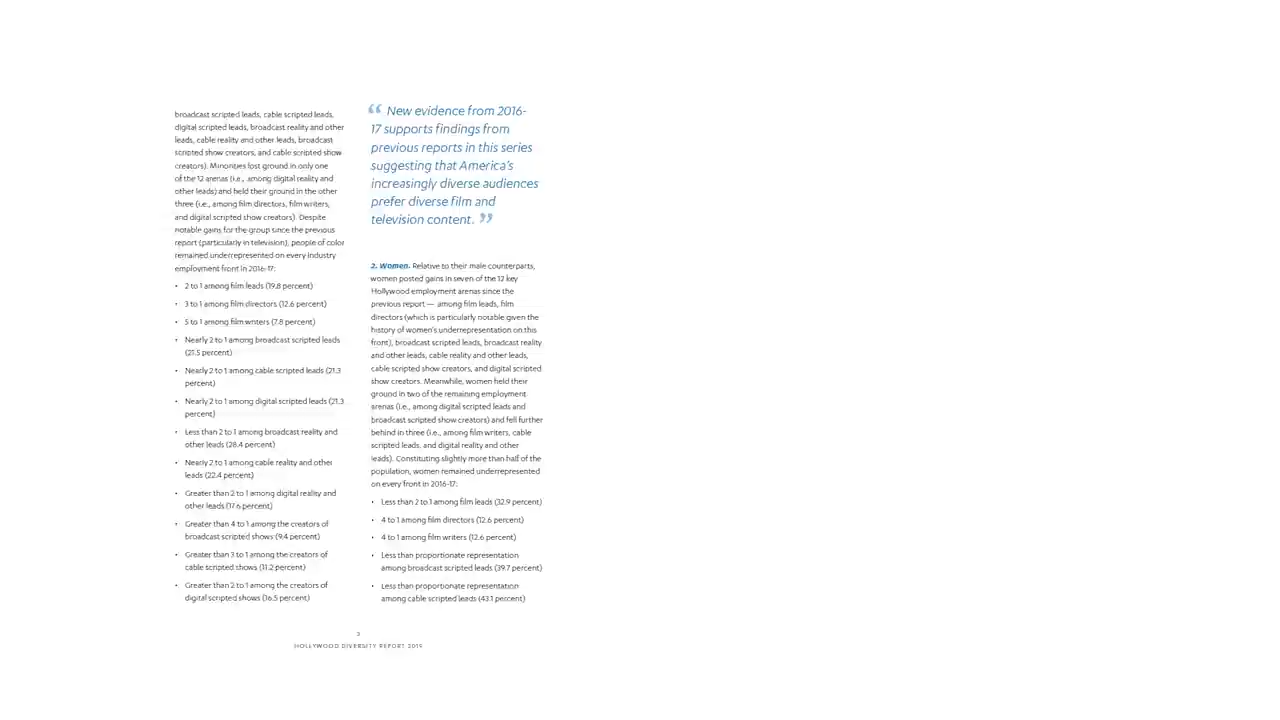 broadcast scripted leads, cable scripted leads,
digital scripted leads, broadcast reality and other
leads, cable reality and other leads, broadcast
scripted show creators, and cable scripted show
creators). Minorities lost ground in only one
of the 12 arenas (i.e., among digital reality and
other leads) and held their ground in the other
three (i.e., among film directors, film writers,
and digital scripted show creators). Despite
notable gains for the group since the previous
report (particularly in television), people of color
remained underrepresented on every industry
employment front in 2016-17:
• 2 to 1 among film leads (19.8 percent)
• 3 to 1 among film directors (12.6 percent)
• 5 to 1 among film writers (7.8 percent)
• Nearly 2 to 1 among broadcast scripted leads
(21.5 percent)
• Nearly 2 to 1 among cable scripted leads (21.3
percent)
• Nearly 2 to 1 among digital scripted leads (21.3
percent)
• Less than 2 to 1 among broadcast reality and
other leads (28.4 percent)
• Nearly 2 to 1 among cable reality and other
leads (22.4 percent)
• Greater than 2 to 1 among digital reality and
other leads (17.6 percent)
• Greater than 4 to 1 among the creators of
broadcast scripted shows (9.4 percent)
• Greater than 3 to 1 among the creators of
cable scripted shows (11.2 percent)
• Greater than 2 to 1 among the creators of
digital scripted shows (16.5 percent)
“ New evidence from 2016-
17 supports findings from
previous reports in this series
suggesting that America’s
increasingly diverse audiences
prefer diverse film and
television content. ”
2. Women. Relative to their male counterparts,
women posted gains in seven of the 12 key
Hollywood employment arenas since the
previous report — among film leads, film
directors (which is particularly notable given the
history of women’s underrepresentation on this
front), broadcast scripted leads, broadcast reality
and other leads, cable reality and other leads,
cable scripted show creators, and digital scripted
show creators. Meanwhile, women held their
ground in two of the remaining employment
arenas (i.e., among digital scripted leads and
broadcast scripted show creators) and fell further
behind in three (i.e., among film writers, cable
scripted leads, and digital reality and other
leads). Constituting slightly more than half of the
population, women remained underrepresented
on every front in 2016-17:
• Less than 2 to 1 among film leads (32.9 percent)
• 4 to 1 among film directors (12.6 percent)
• 4 to 1 among film writers (12.6 percent)
• Less than proportionate representation
among broadcast scripted leads (39.7 percent)
• Less than proportionate representation
among cable scripted leads (43.1 percent)
3
HOLLYWOOD DIVERSITY REPORT 2019